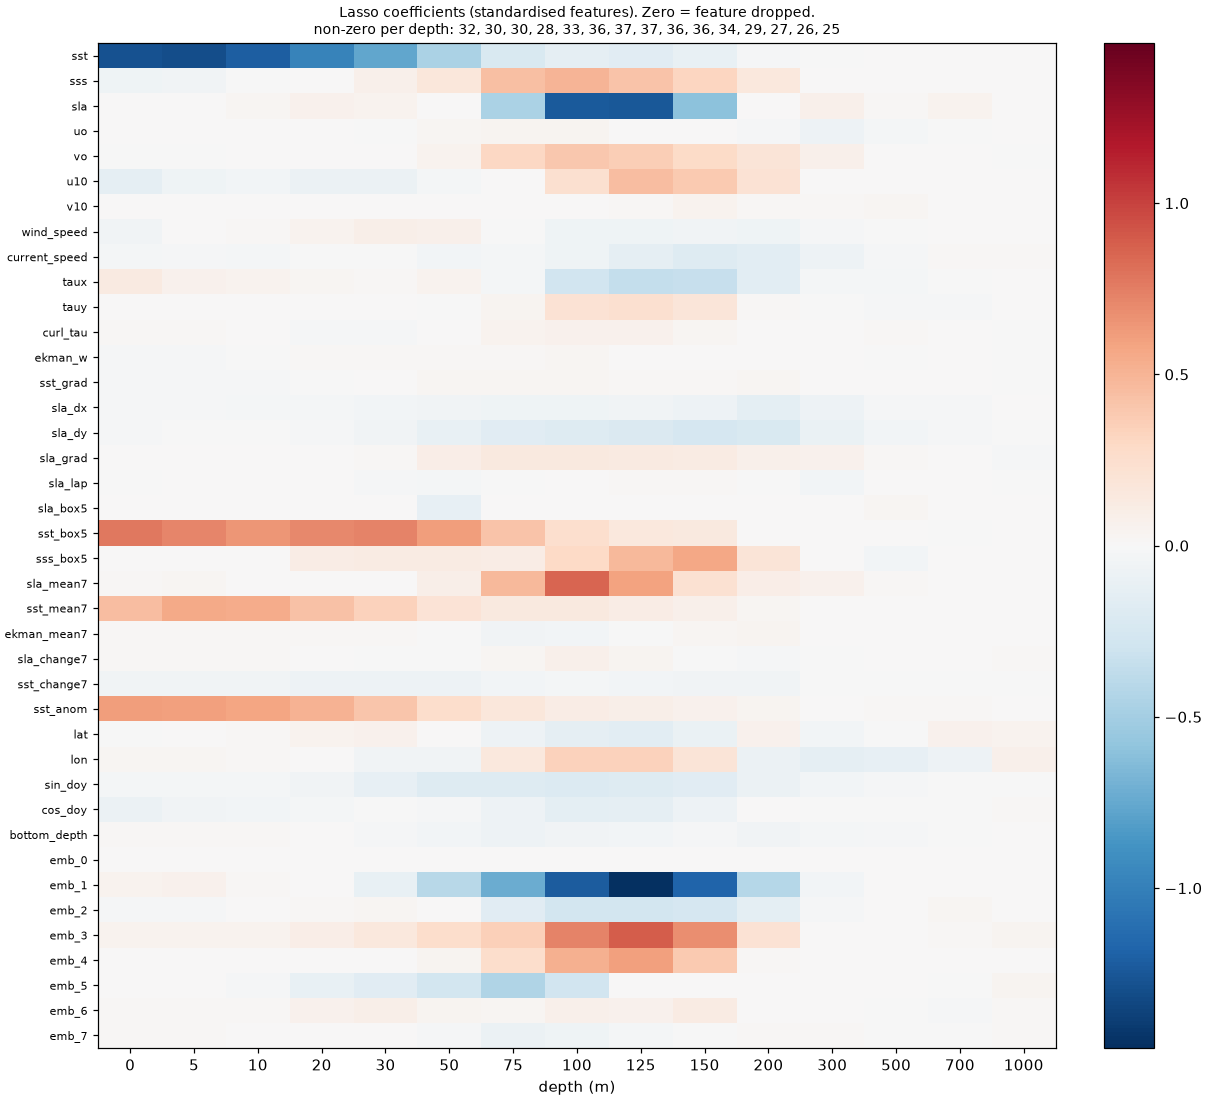 Lasso coefficients (standardised features). Zero = feature dropped.
non-zero per depth: 32, 30, 30, 28, 33, 36, 37, 37, 36, 36, 34, 29, 27, 26, 25
sst
sss
sla
uo
vo
u10
v10
wind_speed
current_speed
taux
tauy
curl_tau
ekman_w
sst_grad
sla_dx
sla_dy
sla_grad
sla_lap
sla_box5
sst_box5
sss_box5
sla_mean7
sst_mean7
ekman_mean7
sla_change7
sst_change7
sst_anom
lat
lon
sin_doy
cos_doy
bottom_depth
emb_0
emb_1
emb_2
emb_3
emb_4
emb_5
emb_6
emb_7
0 5 10 20 30 50 75 100 125 150 200 300 500 700 1000
depth (m)
1.0
0.5
0.0
−0.5
−1.0